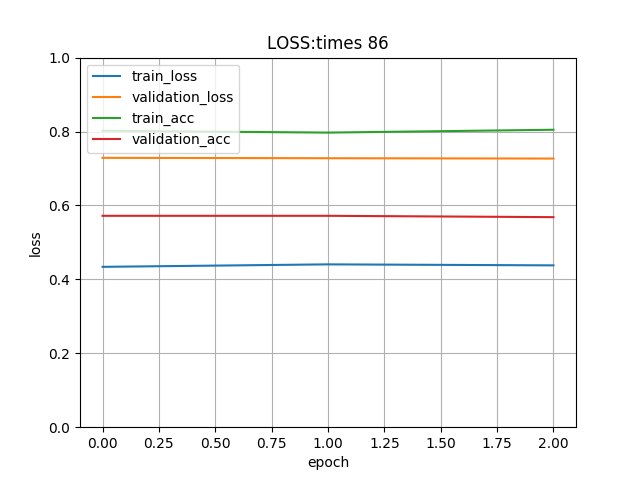 LOSS:times 86
1.0
0.8
0.6
0.4
0.2
0.0
loss
train_loss
validation_loss
train_acc
validation_acc
0.00 0.25 0.50 0.75 1.00 1.25 1.50 1.75 2.00
epoch